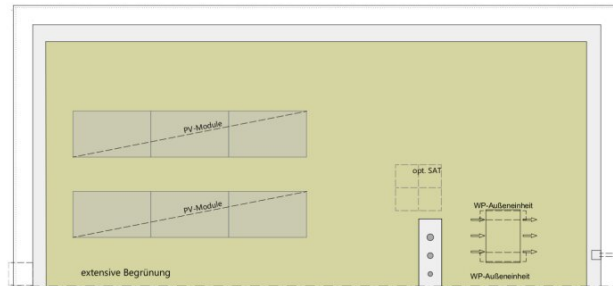 PV-Module
opt. SAT
PV-Module
WP-Außeneinheit
extensive Begrünung
WP-Außeneinheit